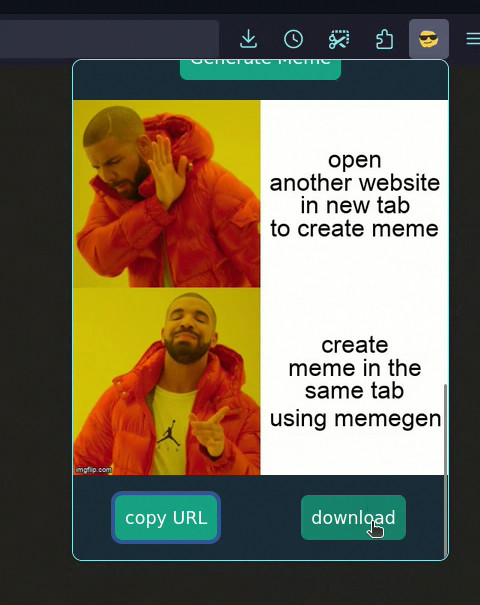 Generate Meme
open
another website
in new tab
to create meme
create
meme in the
same tab
using memegen
imgflip.com
copy URL
download